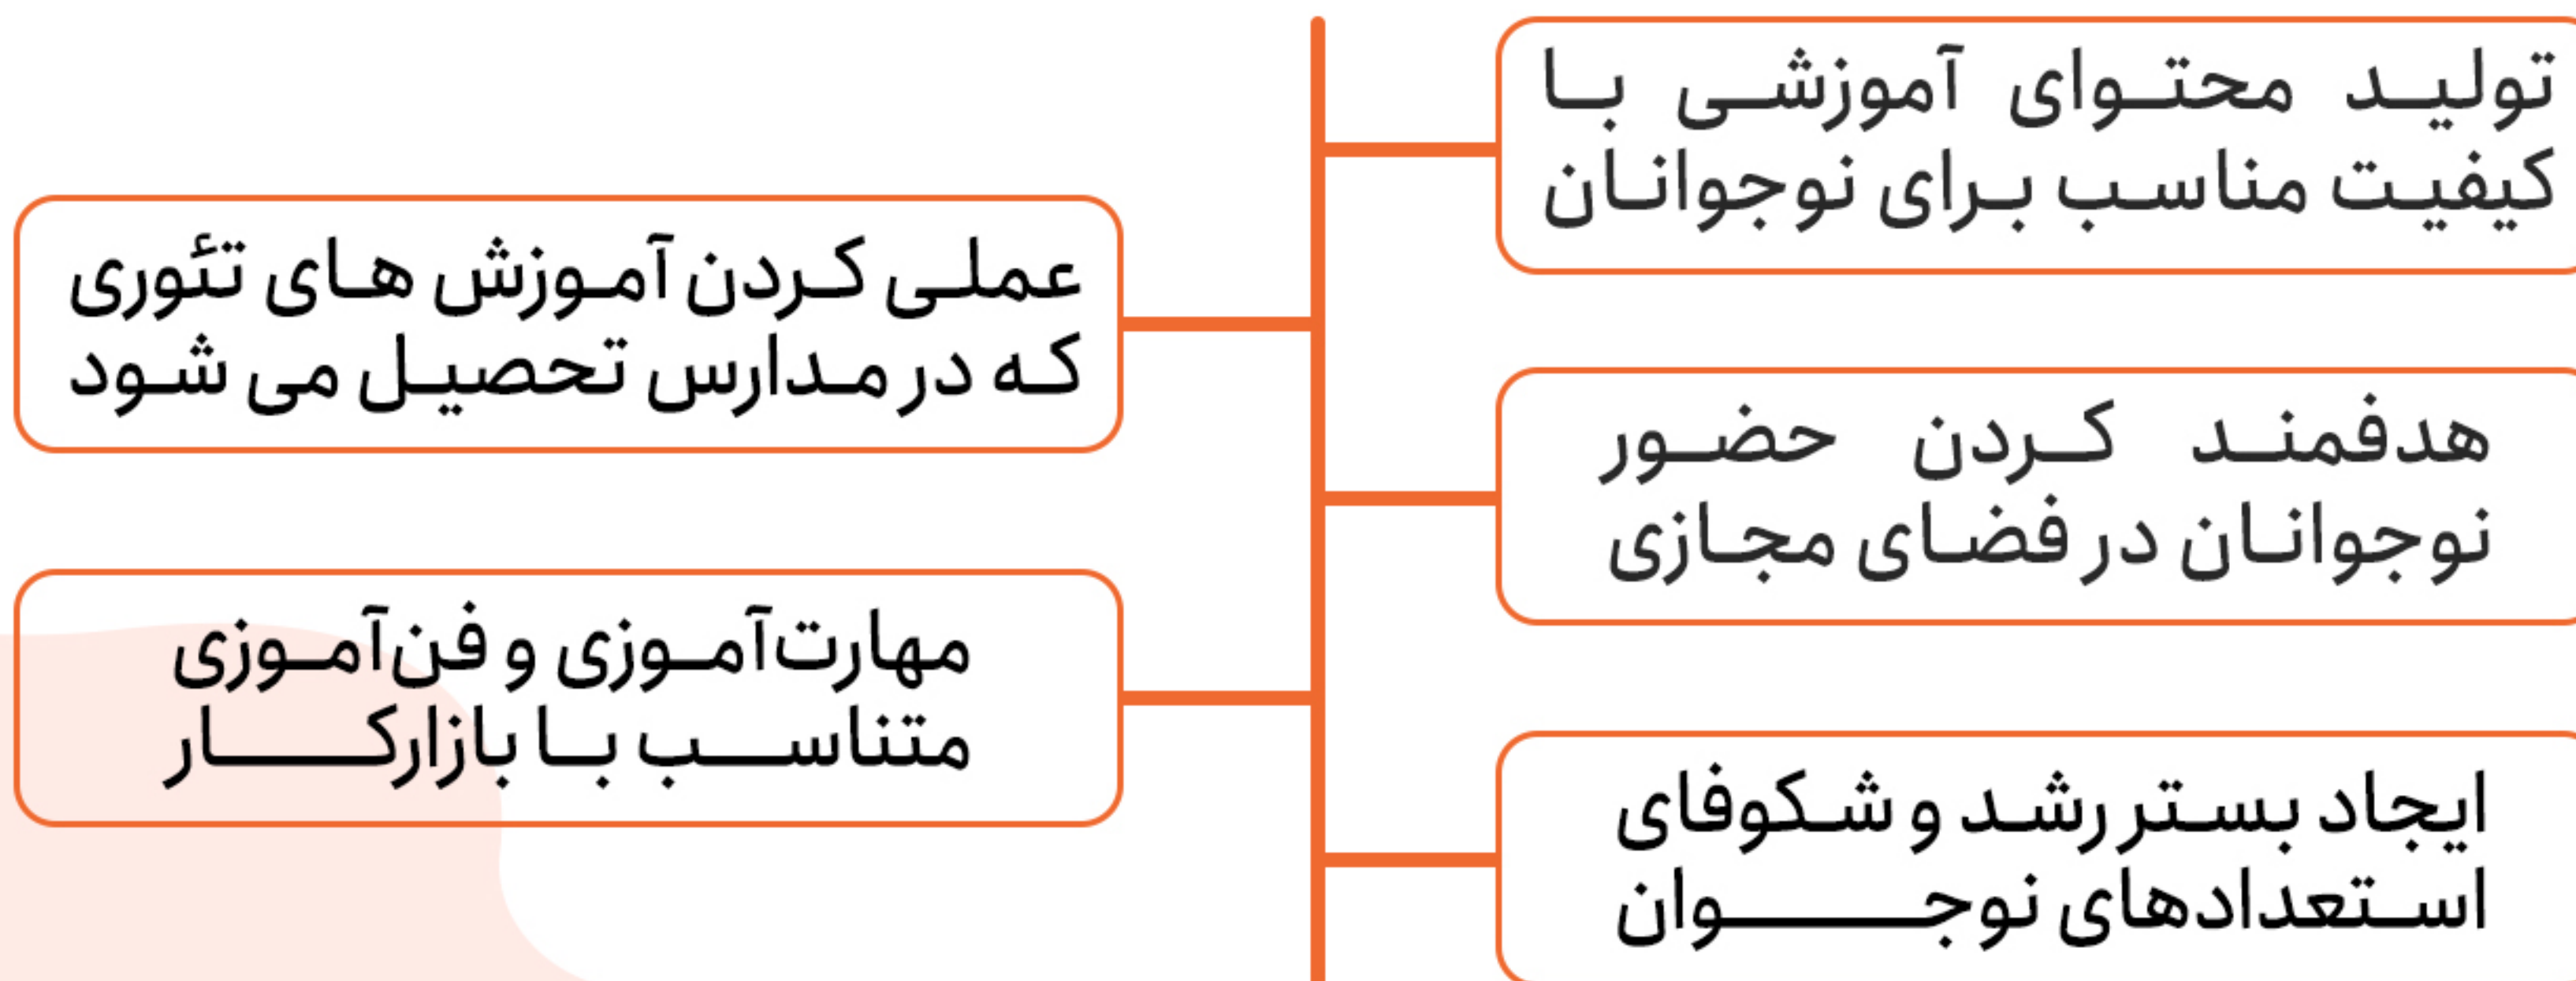 تولید محتوای آموزشی با
کیفیت مناسب برای نوجوانان
عملی کردن آموزش های تئوری
که در مدارس تحصیل می شود
هدفمند کردن حضور
نوجوانان در فضای مجازی
مهارت‌آموزی و فن‌آموزی
متناسب با بازارکار
ایجاد بستر رشد و شکوفای
استعدادهای نوجوان